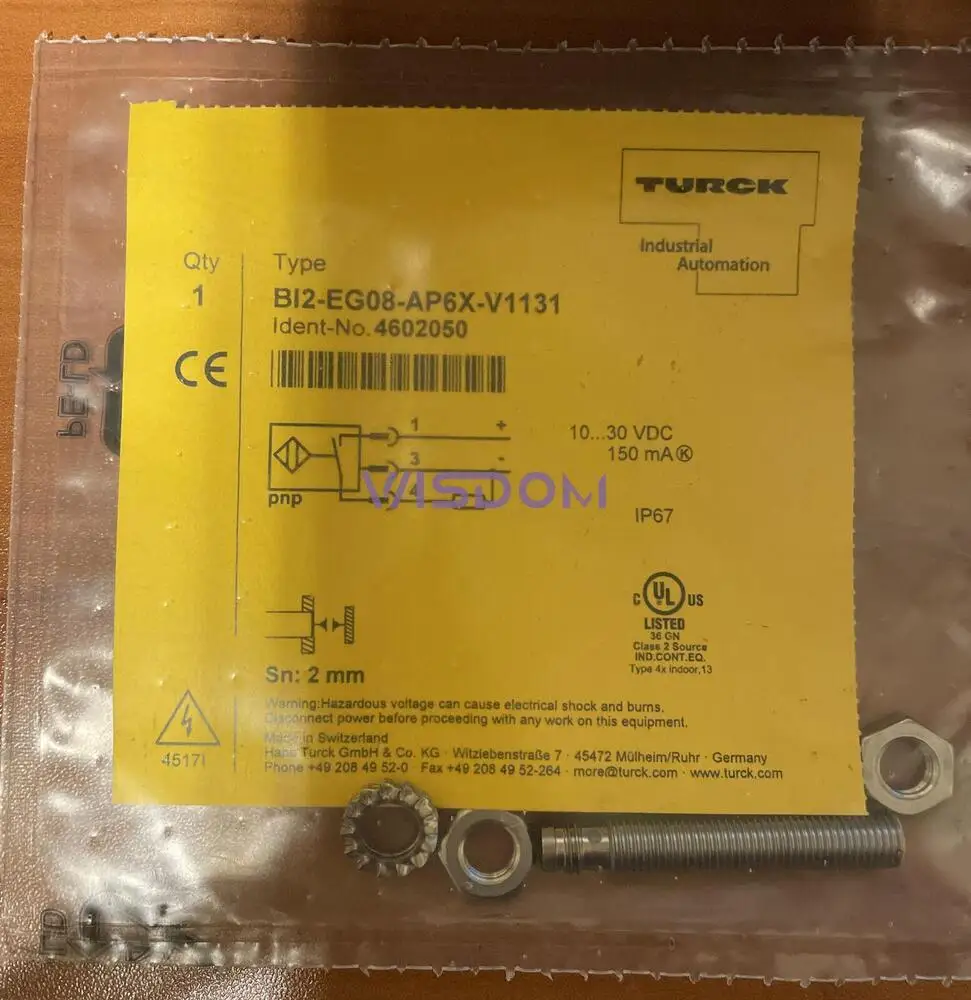 TURCK
Industrial
Automation
Qty
1
Type
BI2-EG08-AP6X-V1131
Ident-No. 4602050
CE
1 +
3 -
4
pnp
10...30 VDC
150 mA Ⓚ
IP67
WISDOM
C UL US
LISTED
36 GN
Class 2 Source
IND.CONT.EQ.
Type 4x indoor,13
Sn: 2 mm
4517I
Warning:Hazardous voltage can cause electrical shock and burns.
Disconnect power before proceeding with any work on this equipment.
Made in Switzerland
Hans Turck GmbH & Co. KG · Witzlebenstraße 7 · 45472 Mülheim/Ruhr · Germany
Phone +49 208 49 52-0 Fax +49 208 49 52-264 · more@turck.com · www.turck.com
PE-LD